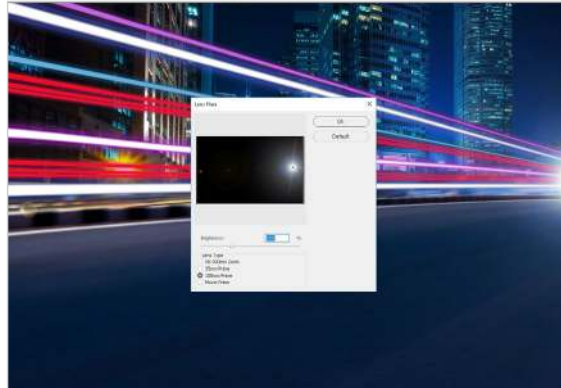 Lens Flare
OK
Default
Brightness:
%
Lens Type
50-300mm Zoom
35mm Prime
105mm Prime
Movie Prime